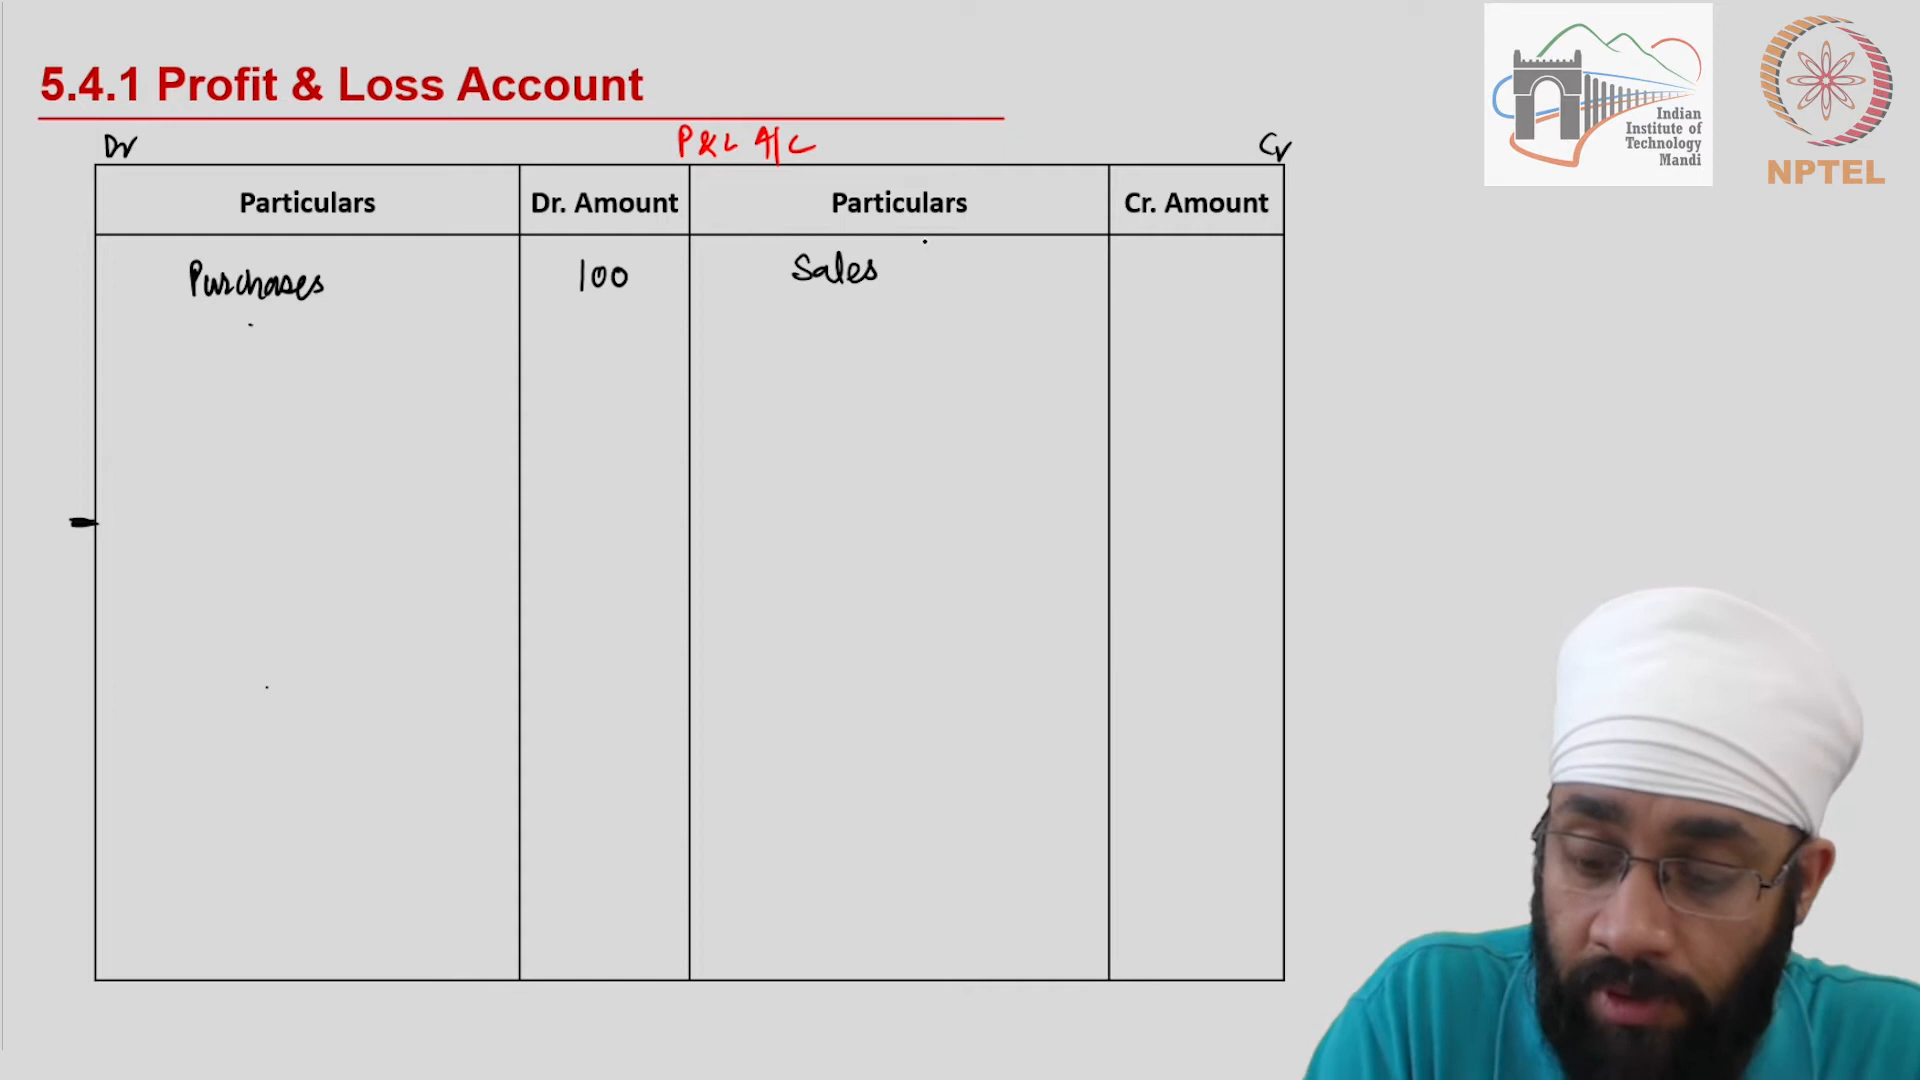 5.4.1 Profit & Loss Account
Dr
P & L A/C
Cr
Particulars
Dr. Amount
Particulars
Cr. Amount
Purchases
100
Sales
Indian
Institute of
Technology
Mandi
NPTEL